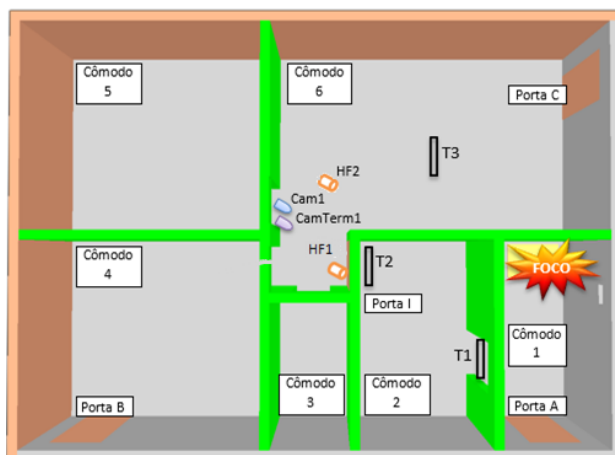 Cômodo
5
Cômodo
6
Porta C
T3
HF2
Cam1
CamTerm1
Cômodo
4
HF1
T2
FOCO
Porta I
T1
Cômodo
1
Cômodo
3
Cômodo
2
Porta B
Porta A